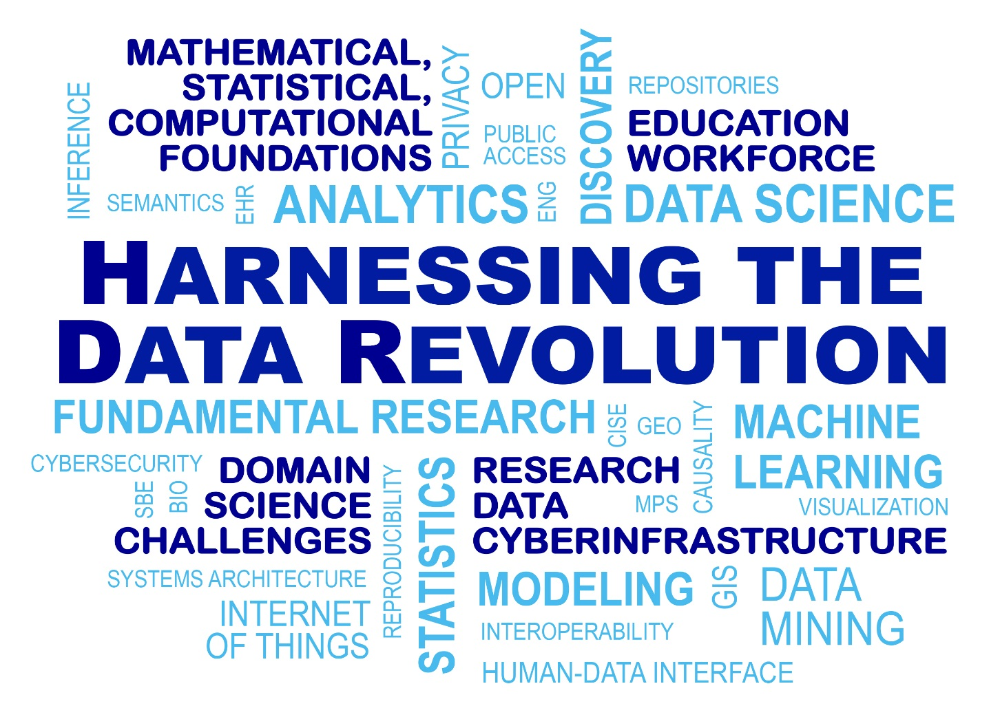 MATHEMATICAL,
STATISTICAL,
COMPUTATIONAL
FOUNDATIONS
INFERENCE
PRIVACY
OPEN
PUBLIC
ACCESS
DISCOVERY
REPOSITORIES
EDUCATION
WORKFORCE
SEMANTICS
EHR
ANALYTICS
ENG
DATA SCIENCE
HARNESSING THE
DATA REVOLUTION
FUNDAMENTAL RESEARCH
CISE
GEO
CAUSALITY
MACHINE
LEARNING
VISUALIZATION
CYBERSECURITY
SBE
BIO
DOMAIN
SCIENCE
CHALLENGES
REPRODUCIBILITY
STATISTICS
RESEARCH
DATA
CYBERINFRASTRUCTURE
MPS
SYSTEMS ARCHITECTURE
INTERNET
OF THINGS
MODELING
GIS
DATA
MINING
INTEROPERABILITY
HUMAN-DATA INTERFACE